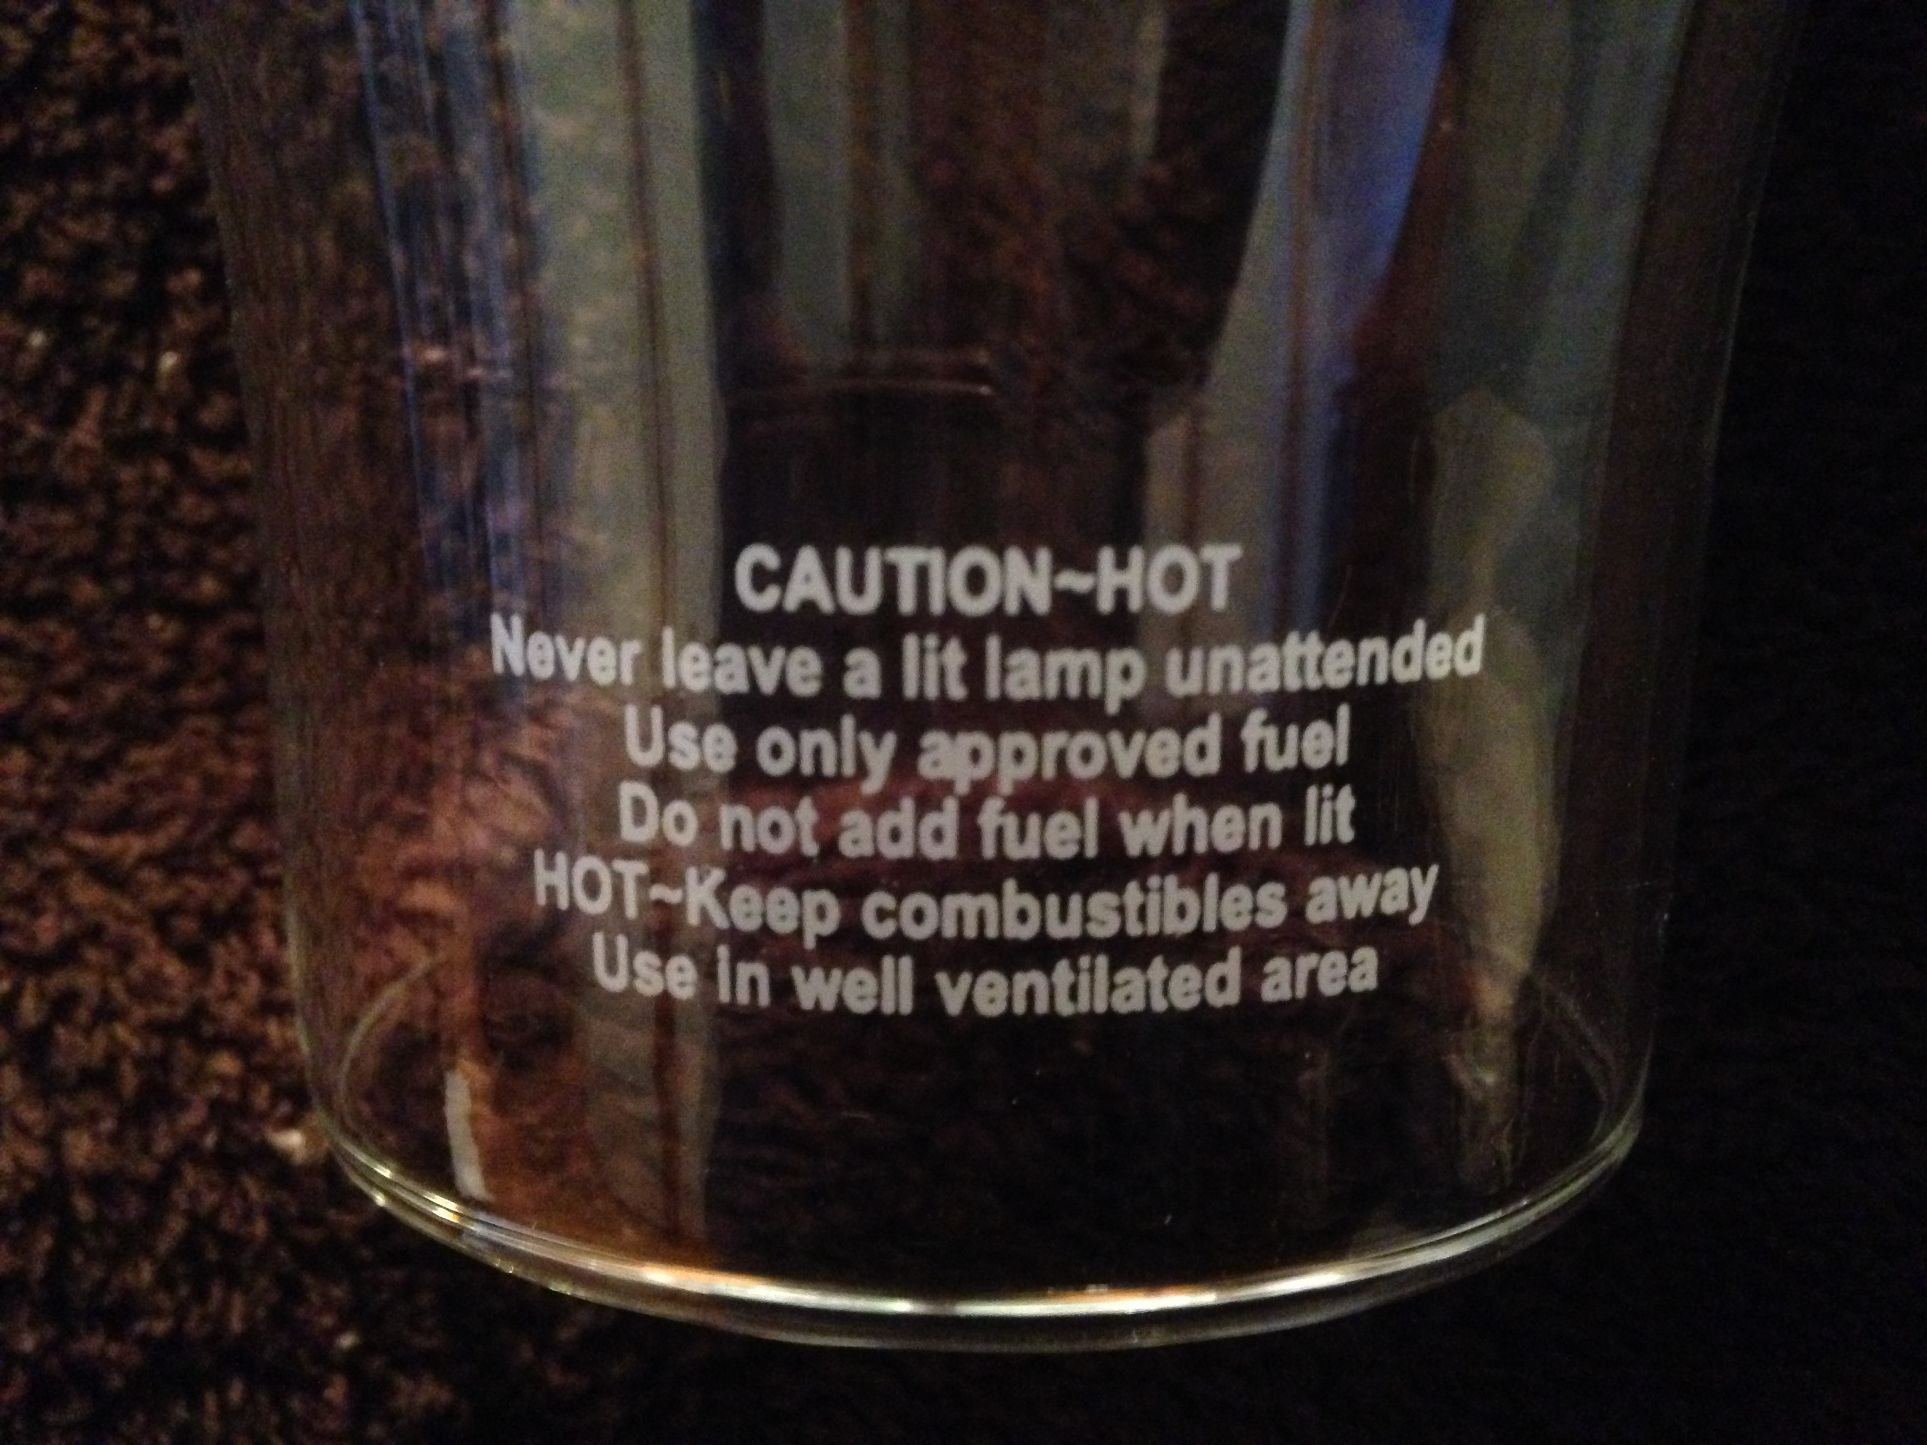 CAUTION~HOT
Never leave a lit lamp unattended
Use only approved fuel
Do not add fuel when lit
HOT~Keep combustibles away
Use in well ventilated area